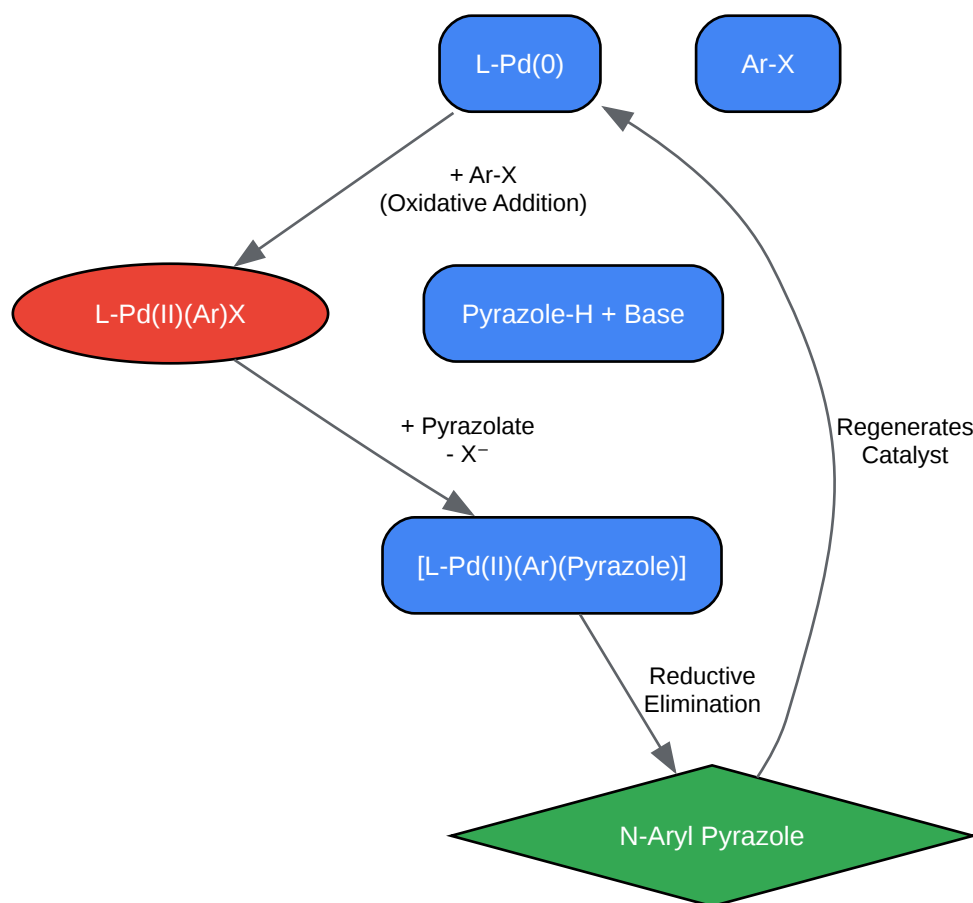 L-Pd(0)
Ar-X
+ Ar-X
(Oxidative Addition)
L-Pd(II)(Ar)X
Pyrazole-H + Base
+ Pyrazolate
- X⁻
Regenerates
Catalyst
[L-Pd(II)(Ar)(Pyrazole)]
Reductive
Elimination
N-Aryl Pyrazole